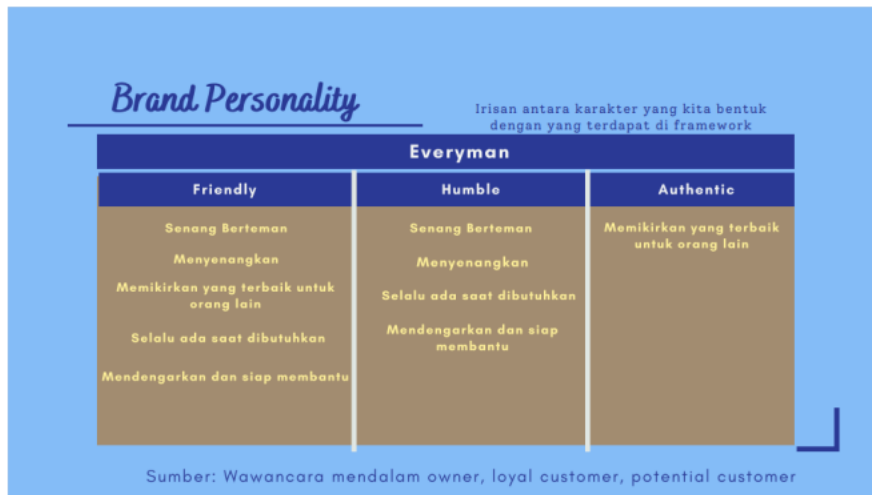 Brand Personality
Irisan antara karakter yang kita bentuk
dengan yang terdapat di framework
Everyman
Friendly
Humble
Authentic
Senang Berteman
Menyenangkan
Memikirkan yang terbaik untuk
orang lain
Selalu ada saat dibutuhkan
Mendengarkan dan siap membantu
Senang Berteman
Menyenangkan
Selalu ada saat dibutuhkan
Mendengarkan dan siap
membantu
Memikirkan yang terbaik
untuk orang lain
Sumber: Wawancara mendalam owner, loyal customer, potential customer